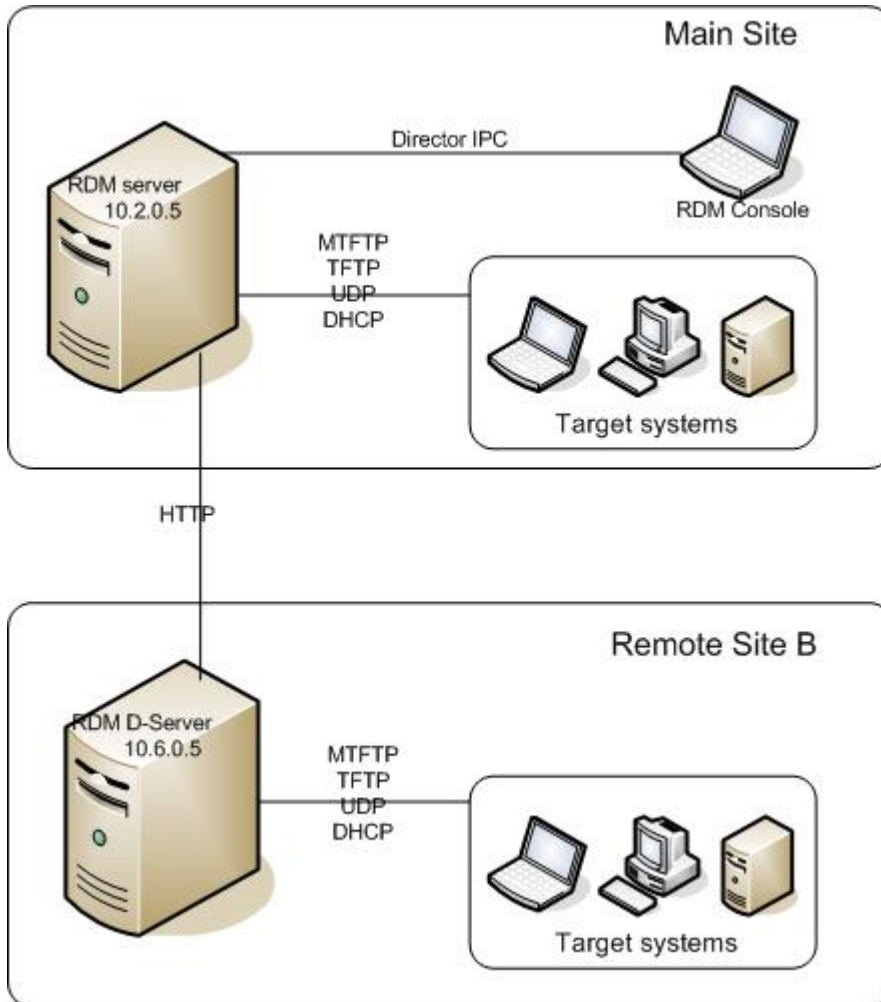 Main Site
Director IPC
RDM server
10.2.0.5
RDM Console
MTFTP
TFTP
UDP
DHCP
Target systems
HTTP
Remote Site B
RDM D-Server
10.6.0.5
MTFTP
TFTP
UDP
DHCP
Target systems